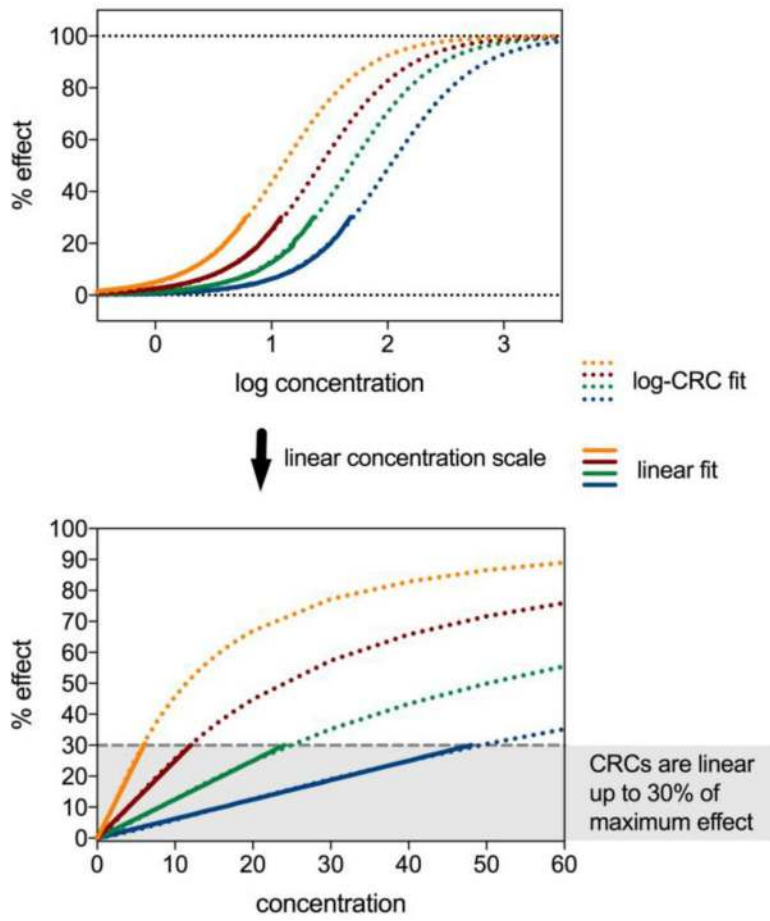 100
80
60
40
20
0
% effect
0 1 2 3
log concentration
log-CRC fit
linear concentration scale
linear fit
100
90
80
70
60
50
40
30
20
10
0
% effect
0 10 20 30 40 50 60
concentration
CRCs are linear
up to 30% of
maximum effect